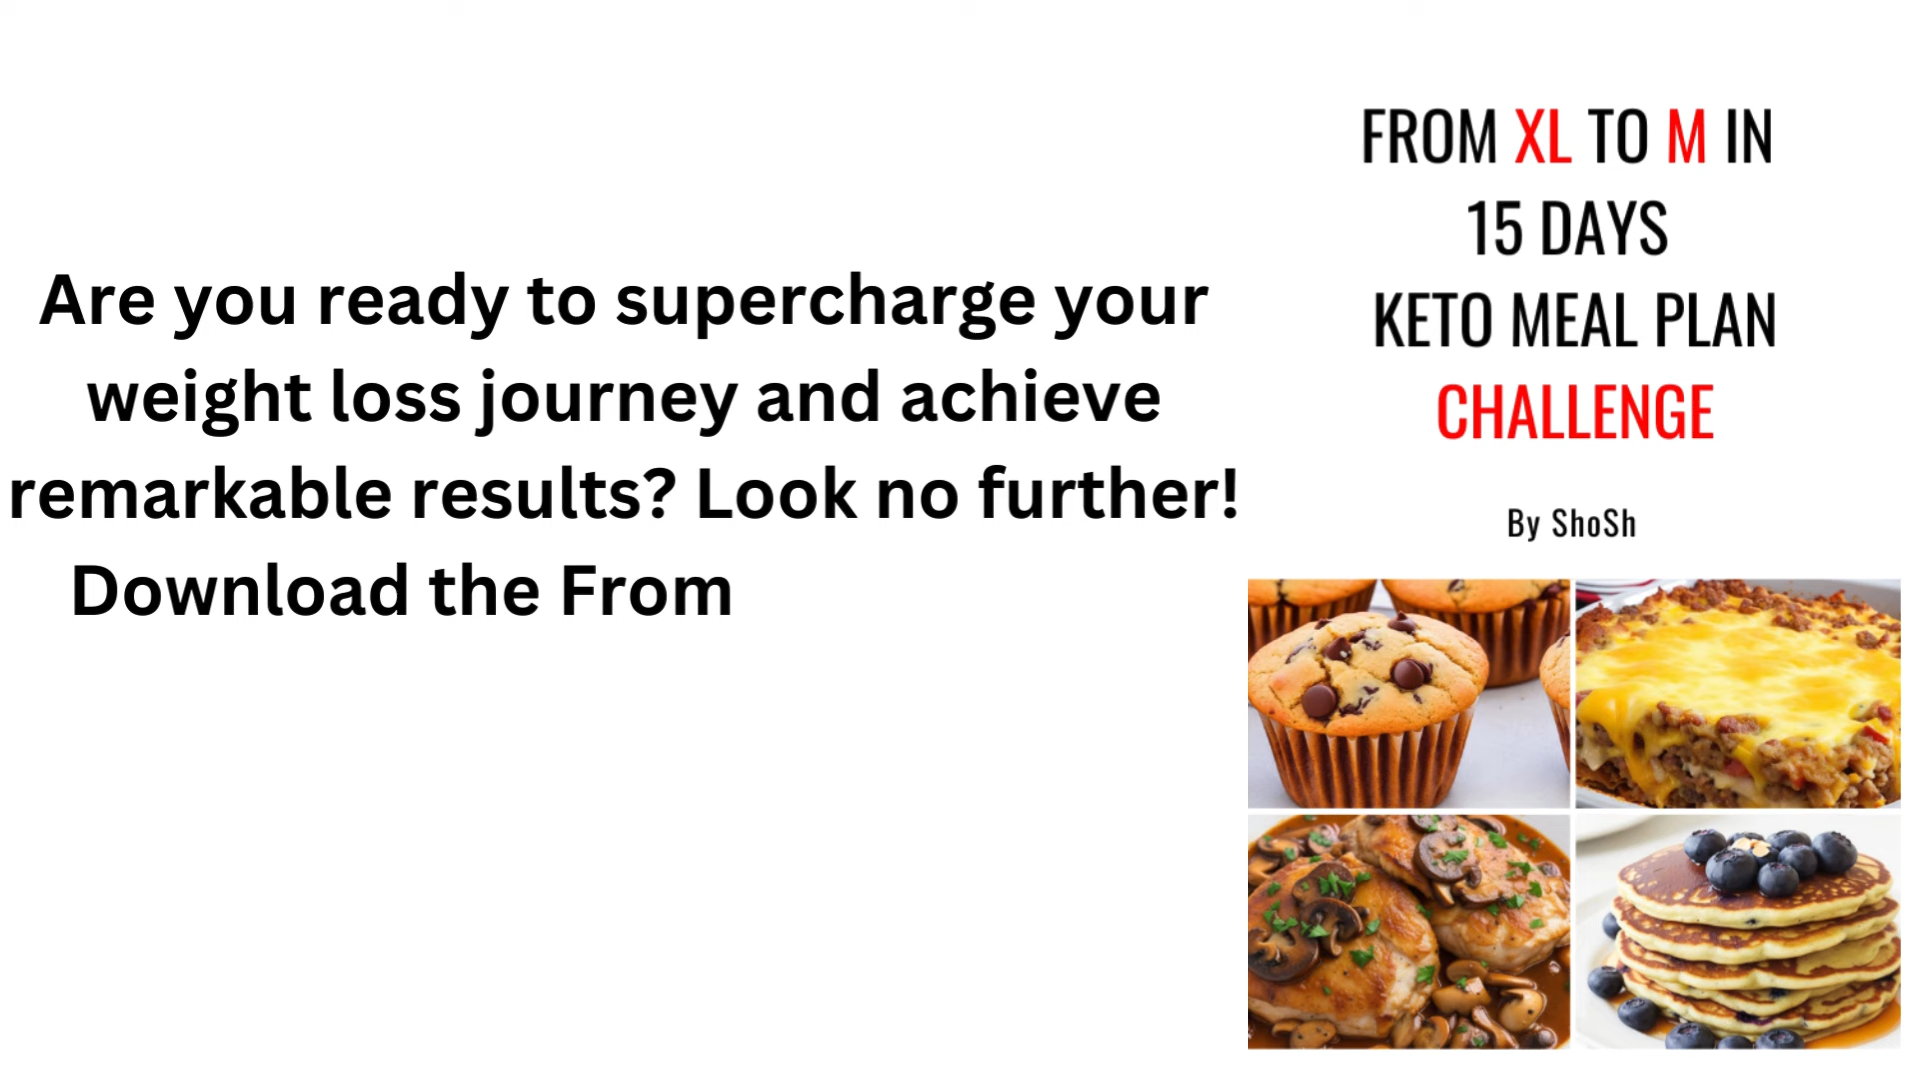 Are you ready to supercharge your
weight loss journey and achieve
remarkable results? Look no further!
Download the From
FROM XL TO M IN
15 DAYS
KETO MEAL PLAN
CHALLENGE
By ShoSh